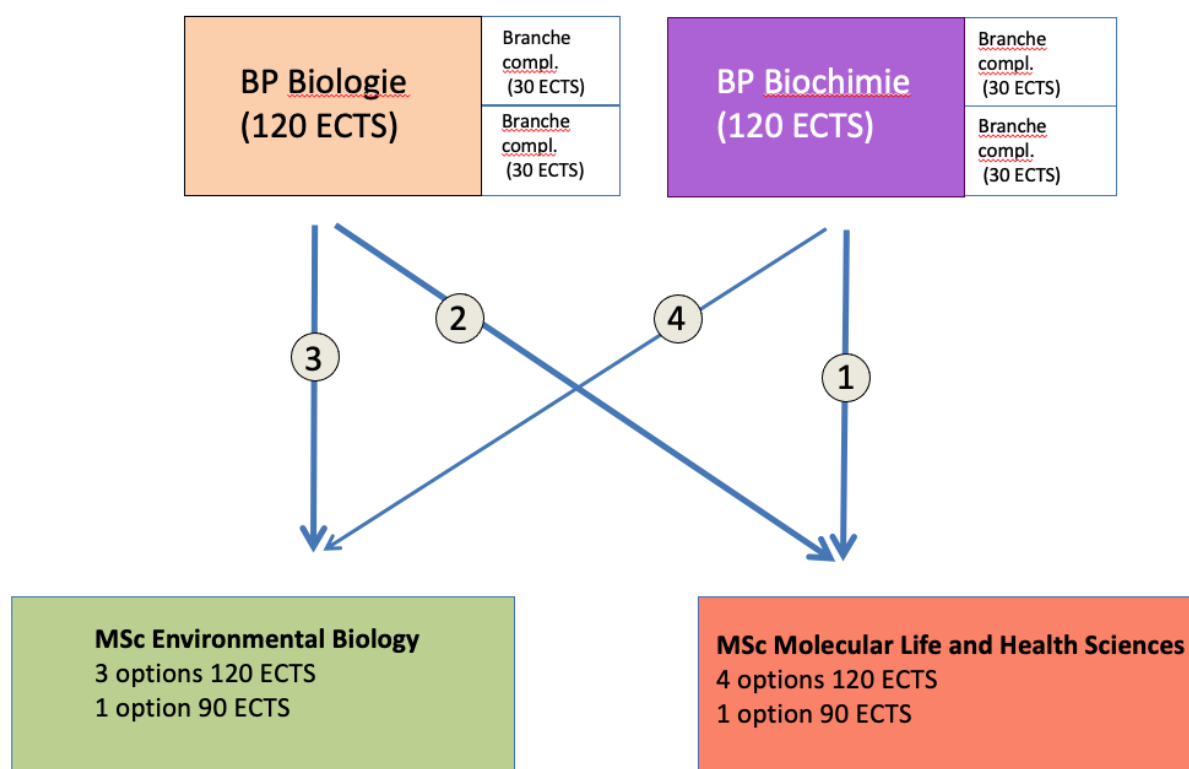 BP Biologie
(120 ECTS)
Branche
compl.
(30 ECTS)
Branche
compl.
(30 ECTS)
BP Biochimie
(120 ECTS)
Branche
compl.
(30 ECTS)
Branche
compl.
(30 ECTS)
3
2
4
1
MSc Environmental Biology
3 options 120 ECTS
1 option 90 ECTS
MSc Molecular Life and Health Sciences
4 options 120 ECTS
1 option 90 ECTS